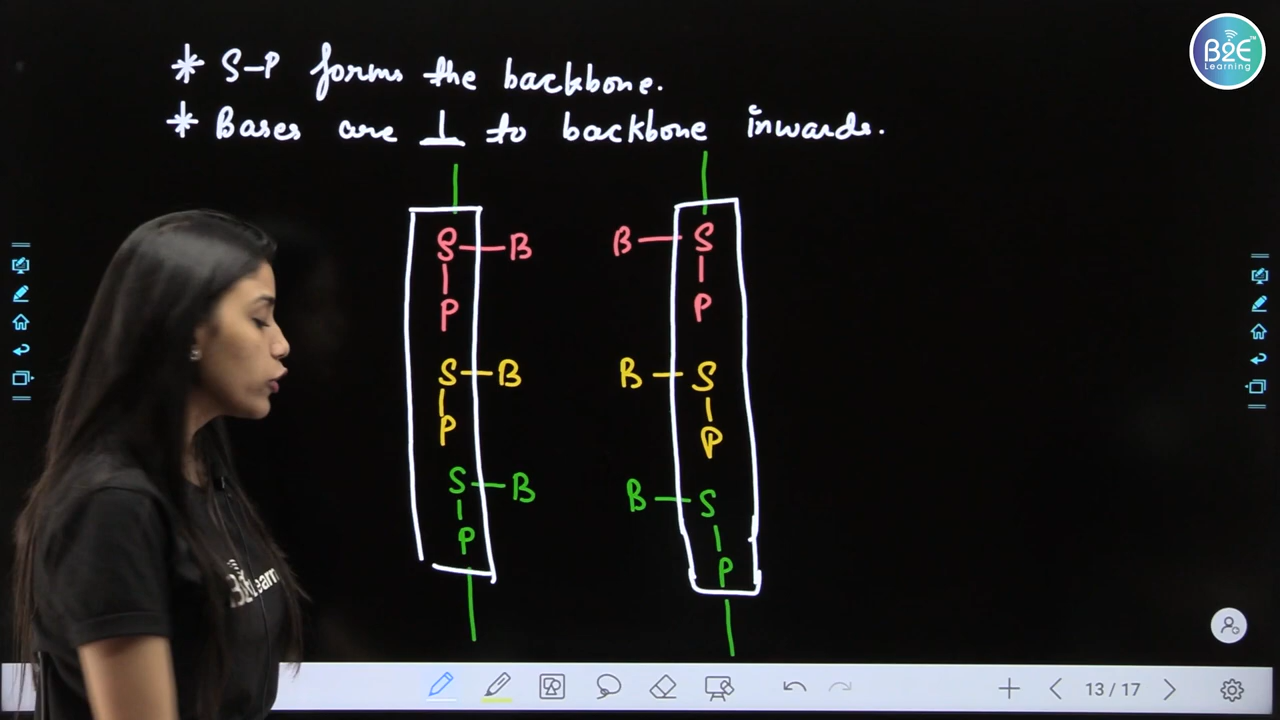 B2E
Learning
* S-P forms the backbone.
* Bases are ⊥ to backbone inwards.
S-B B-S
P P
S-B B-S
P P
S-B B-S
P P
13 / 17